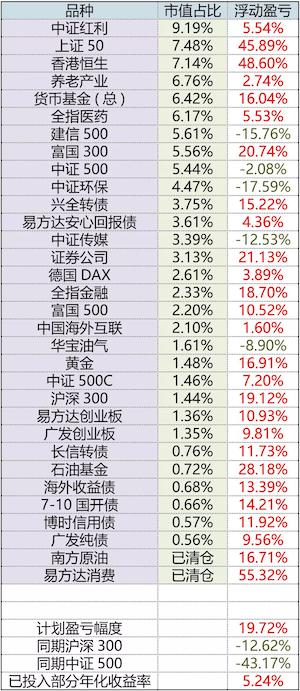 品种 市值占比 浮动盈亏
中证红利 9.19% 5.54%
上证 50 7.48% 45.89%
香港恒生 7.14% 48.60%
养老产业 6.76% 2.74%
货币基金 ( 总 ) 6.42% 16.04%
全指医药 6.17% 5.53%
建信 500 5.61% -15.76%
富国 300 5.56% 20.74%
中证 500 5.44% -2.08%
中证环保 4.47% -17.59%
兴全转债 3.75% 15.22%
易方达安心回报债 3.61% 4.36%
中证传媒 3.39% -12.53%
证券公司 3.13% 21.13%
德国 DAX 2.61% 3.89%
全指金融 2.33% 18.70%
富国 500 2.20% 10.52%
中国海外互联 2.10% 1.60%
华宝油气 1.61% -8.90%
黄金 1.48% 16.91%
中证 500C 1.46% 7.20%
沪深 300 1.44% 19.12%
易方达创业板 1.36% 10.93%
广发创业板 1.35% 9.81%
长信转债 0.76% 11.73%
石油基金 0.72% 28.18%
海外收益债 0.68% 13.39%
7-10 国开债 0.66% 14.21%
博时信用债 0.57% 11.92%
广发纯债 0.56% 9.56%
南方原油 已清仓 16.71%
易方达消费 已清仓 55.32%
计划盈亏幅度 19.72%
同期沪深 300 -12.62%
同期中证 500 -43.17%
已投入部分年化收益率 5.24%